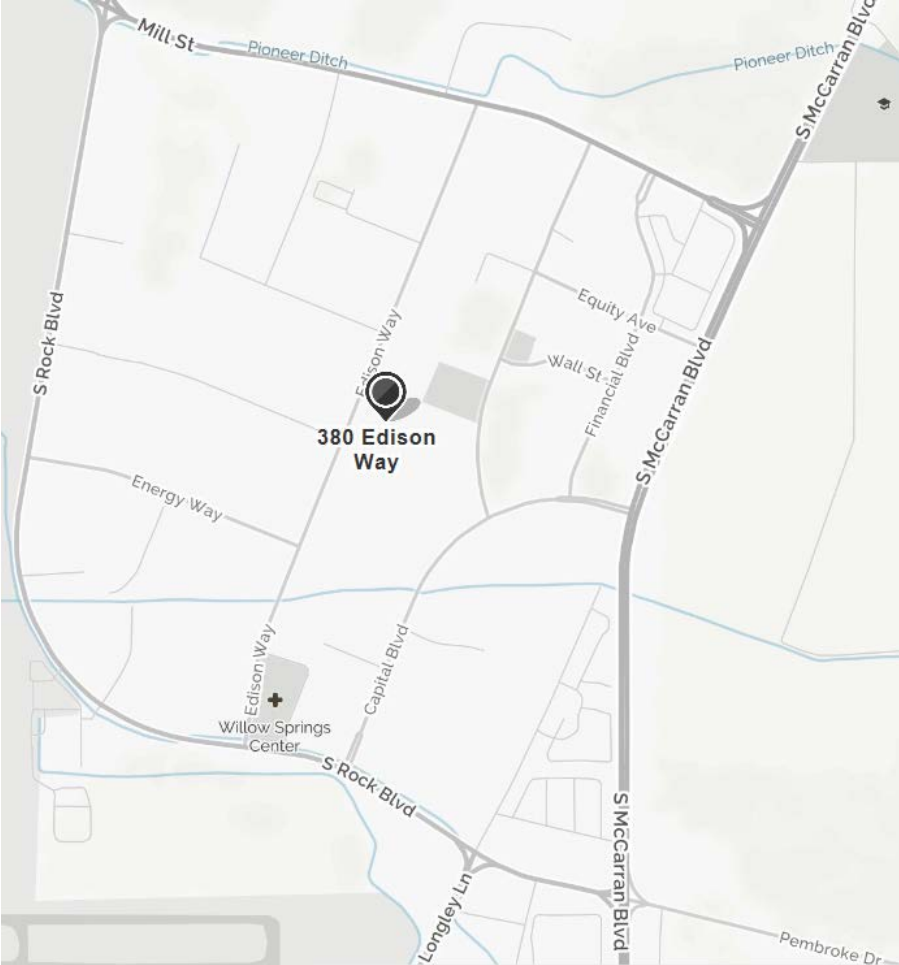 Mill St
Pioneer Ditch
Pioneer Ditch
S McCarran Blvd
S Rock Blvd
Edison Way
Equity Ave
Wall St
Financial Blvd
S McCarran Blvd
380 Edison
Way
Energy Way
Edison Way
Capital Blvd
Willow Springs
Center
S Rock Blvd
S McCarran Blvd
Longley Ln
Pembroke Dr